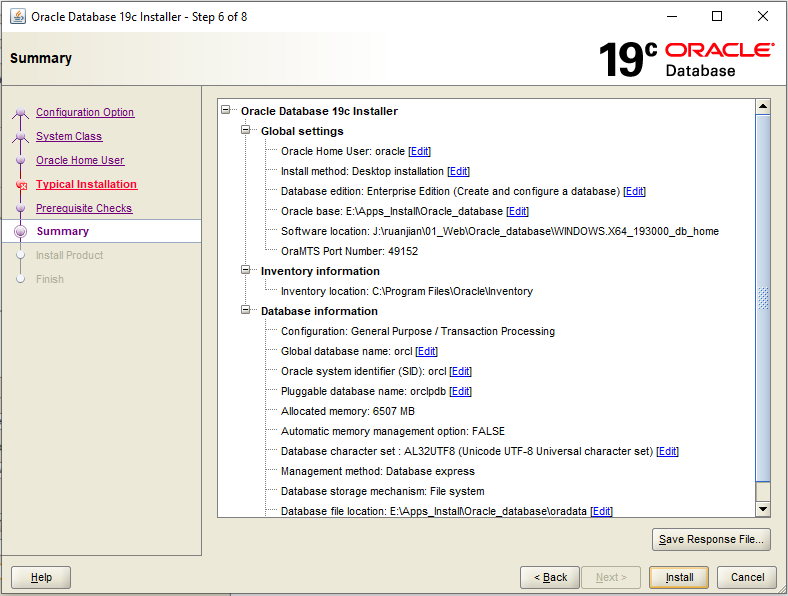 Oracle Database 19c Installer - Step 6 of 8
Summary
19c ORACLE
Database
Configuration Option
System Class
Oracle Home User
Typical Installation
Prerequisite Checks
Summary
Install Product
Finish
Oracle Database 19c Installer
Global settings
Oracle Home User: oracle [Edit]
Install method: Desktop installation [Edit]
Database edition: Enterprise Edition (Create and configure a database) [Edit]
Oracle base: E:\Apps_Install\Oracle_database [Edit]
Software location: J:\ruanjian\01_Web\Oracle_database\WINDOWS.X64_193000_db_home
OraMTS Port Number: 49152
Inventory information
Inventory location: C:\Program Files\Oracle\Inventory
Database information
Configuration: General Purpose / Transaction Processing
Global database name: orcl [Edit]
Oracle system identifier (SID): orcl [Edit]
Pluggable database name: orclpdb [Edit]
Allocated memory: 6507 MB
Automatic memory management option: FALSE
Database character set : AL32UTF8 (Unicode UTF-8 Universal character set) [Edit]
Management method: Database express
Database storage mechanism: File system
Database file location: E:\Apps_Install\Oracle_database\oradata [Edit]
Save Response File...
Help
< Back
Next >
Install
Cancel